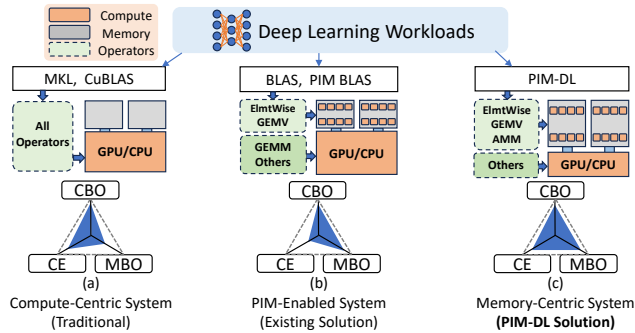 Compute
Memory
Operators
Deep Learning Workloads
MKL, CuBLAS
All
Operators
GPU/CPU
CBO
CE
MBO
(a)
Compute-Centric System
(Traditional)
BLAS, PIM BLAS
ElmtWise
GEMV
GEMM
Others
GPU/CPU
CBO
CE
MBO
(b)
PIM-Enabled System
(Existing Solution)
PIM-DL
ElmtWise
GEMV
AMM
Others
GPU/CPU
CBO
CE
MBO
(c)
Memory-Centric System
(PIM-DL Solution)